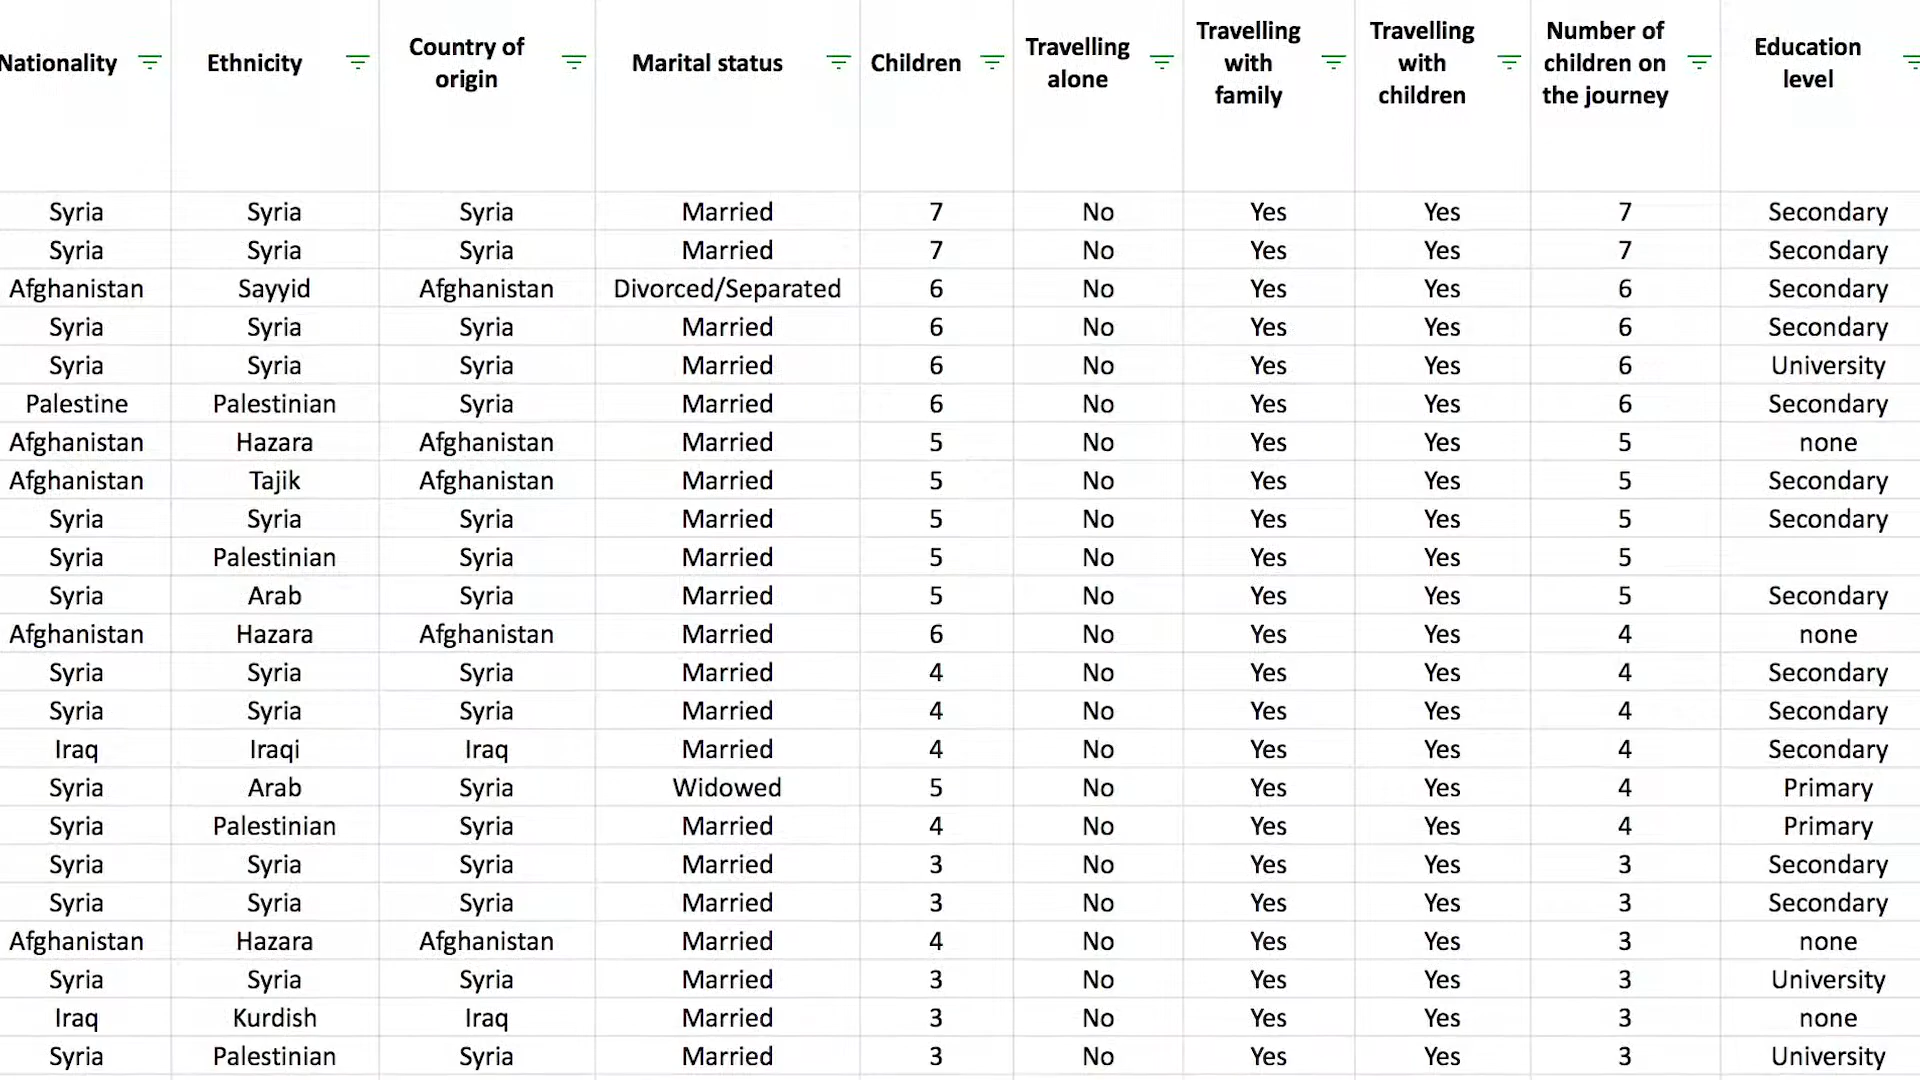 Nationality Ethnicity Country of origin Marital status Children Travelling alone Travelling with family Travelling with children Number of children on the journey Education level
Syria Syria Syria Married 7 No Yes Yes 7 Secondary
Syria Syria Syria Married 7 No Yes Yes 7 Secondary
Afghanistan Sayyid Afghanistan Divorced/Separated 6 No Yes Yes 6 Secondary
Syria Syria Syria Married 6 No Yes Yes 6 Secondary
Syria Syria Syria Married 6 No Yes Yes 6 University
Palestine Palestinian Syria Married 6 No Yes Yes 6 Secondary
Afghanistan Hazara Afghanistan Married 5 No Yes Yes 5 none
Afghanistan Tajik Afghanistan Married 5 No Yes Yes 5 Secondary
Syria Syria Syria Married 5 No Yes Yes 5 Secondary
Syria Palestinian Syria Married 5 No Yes Yes 5
Syria Arab Syria Married 5 No Yes Yes 5 Secondary
Afghanistan Hazara Afghanistan Married 6 No Yes Yes 4 none
Syria Syria Syria Married 4 No Yes Yes 4 Secondary
Syria Syria Syria Married 4 No Yes Yes 4 Secondary
Iraq Iraqi Iraq Married 4 No Yes Yes 4 Secondary
Syria Arab Syria Widowed 5 No Yes Yes 4 Primary
Syria Palestinian Syria Married 4 No Yes Yes 4 Primary
Syria Syria Syria Married 3 No Yes Yes 3 Secondary
Syria Syria Syria Married 3 No Yes Yes 3 Secondary
Afghanistan Hazara Afghanistan Married 4 No Yes Yes 3 none
Syria Syria Syria Married 3 No Yes Yes 3 University
Iraq Kurdish Iraq Married 3 No Yes Yes 3 none
Syria Palestinian Syria Married 3 No Yes Yes 3 University